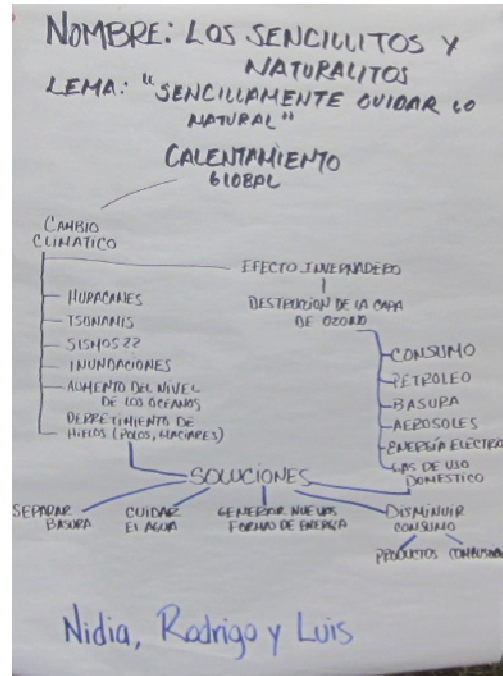 NOMBRE: LOS SENCILLITOS Y
NATURALITOS
LEMA: "SENCILLAMENTE CUIDAR LO
NATURAL"
CALENTAMIENTO
GLOBAL
CAMBIO
CLIMATICO
EFECTO INVERNADERO
DESTRUCCION DE LA CAPA
DE OZONO
HURACANES
TSUNAMIS
SISMOS??
INUNDACIONES
AUMENTO DEL NIVEL
DE LOS OCEANOS
DERRETIMIENTO DE
HIELOS (POLOS, GLACIARES)
CONSUMO
PETROLEO
BASURA
AEROSOLES
ENERGÍA ELECTRO
GAS DE USO
DOMESTICO
SOLUCIONES
SEPARAR
BASURA
CUIDAR
El AGUA
GENERAR NUEVAS
FORMAS DE ENERGÍA
DISMINUIR
CONSUMO
PRODUCTOS
Nidia, Rodrigo y Luis